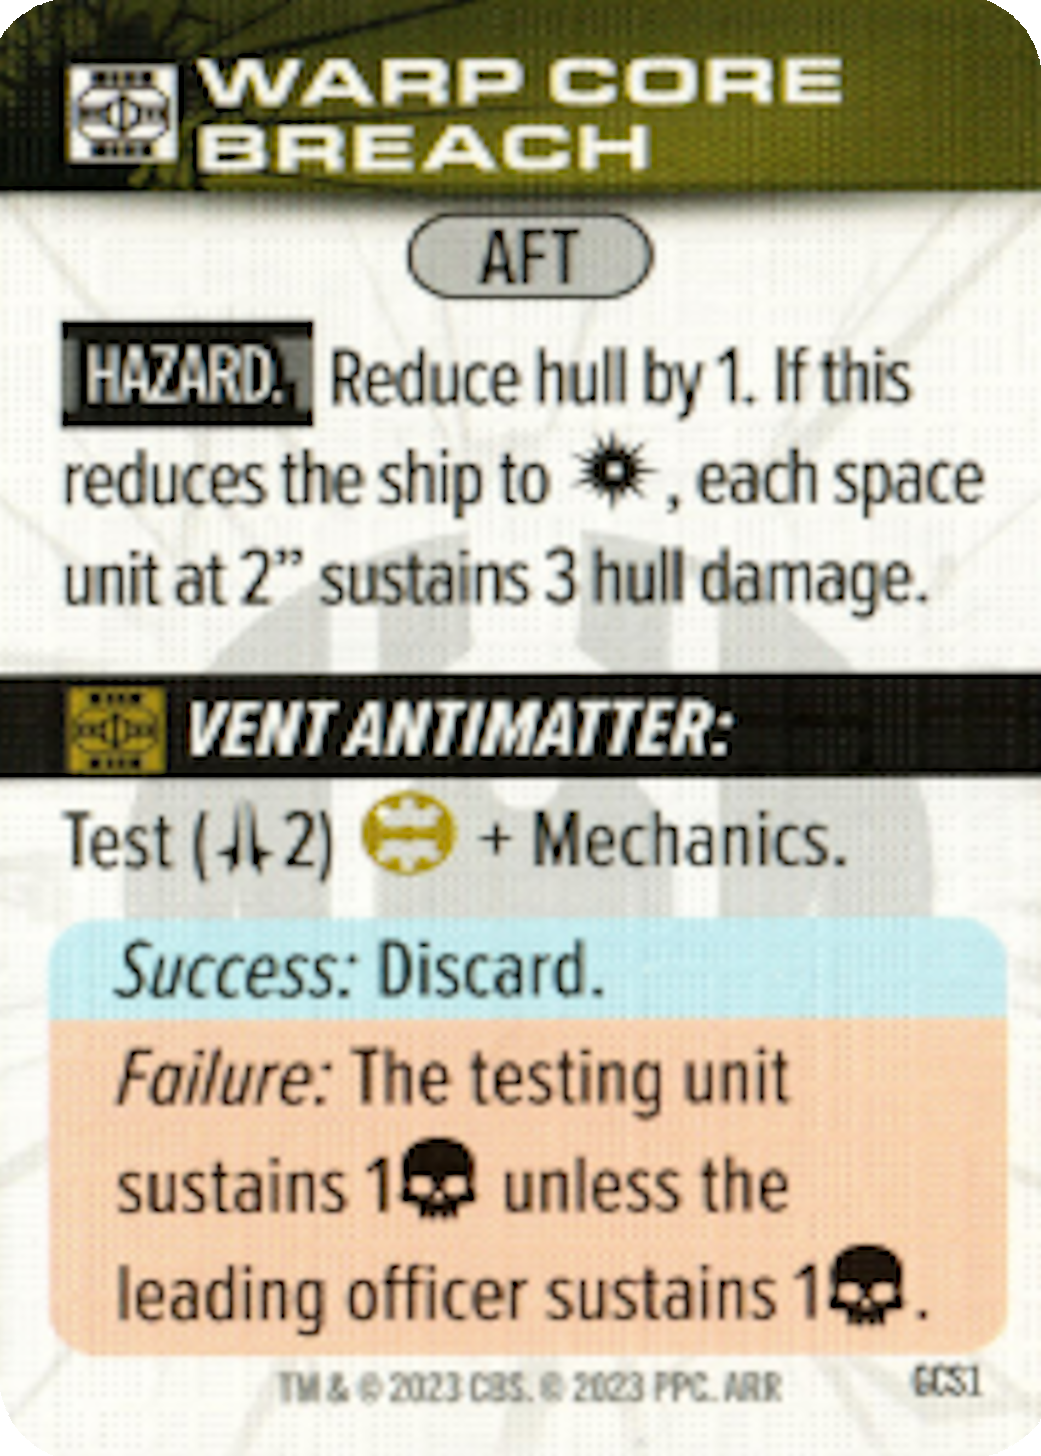 WARP CORE
BREACH
AFT
HAZARD. Reduce hull by 1. If this
reduces the ship to , each space
unit at 2” sustains 3 hull damage.
VENT ANTIMATTER:
Test ( 2) + Mechanics.
Success: Discard.
Failure: The testing unit
sustains 1 unless the
leading officer sustains 1 .
TM & © 2023 CBS. © 2023 PPC. ARR
GCS1